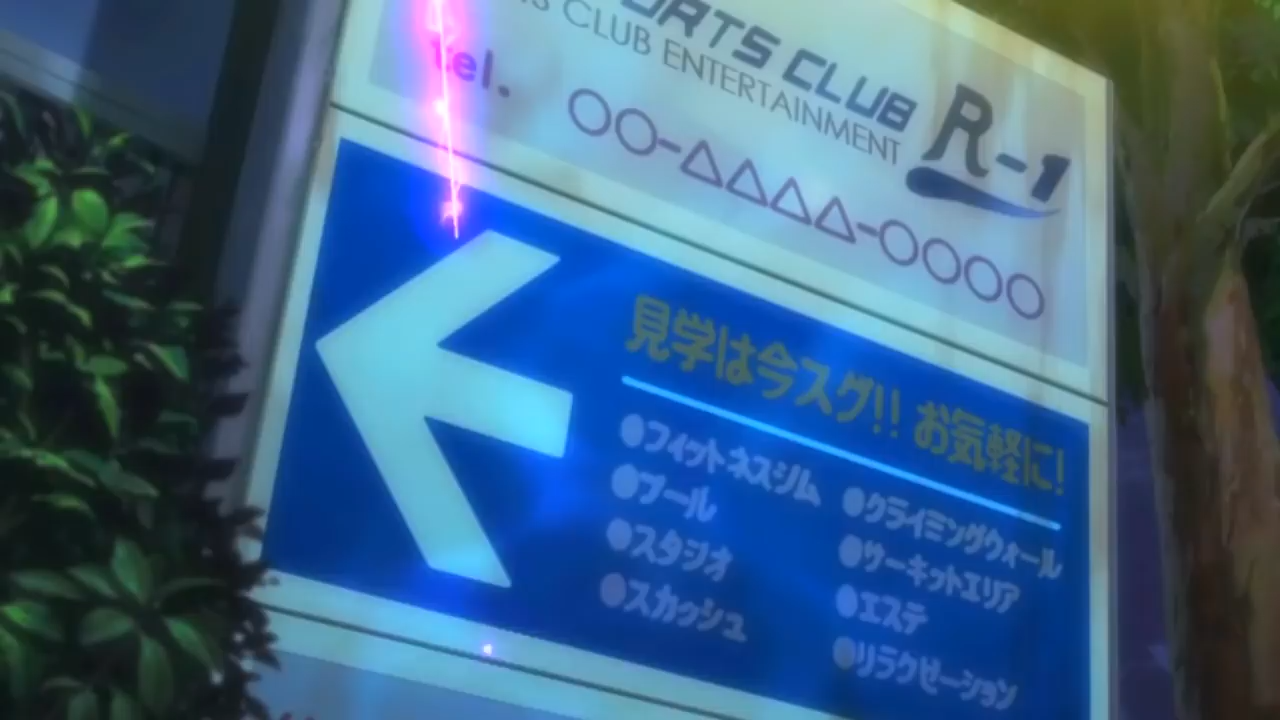 SPORTS CLUB R-1
CLUB ENTERTAINMENT
tel. ○○-△△△△-○○○○
見学は今スグ!! お気軽に!
●フィットネスジム
●プール
●スタジオ
●スカッシュ
●クライミングウォール
●サーキットエリア
●エステ
●リラクゼーション